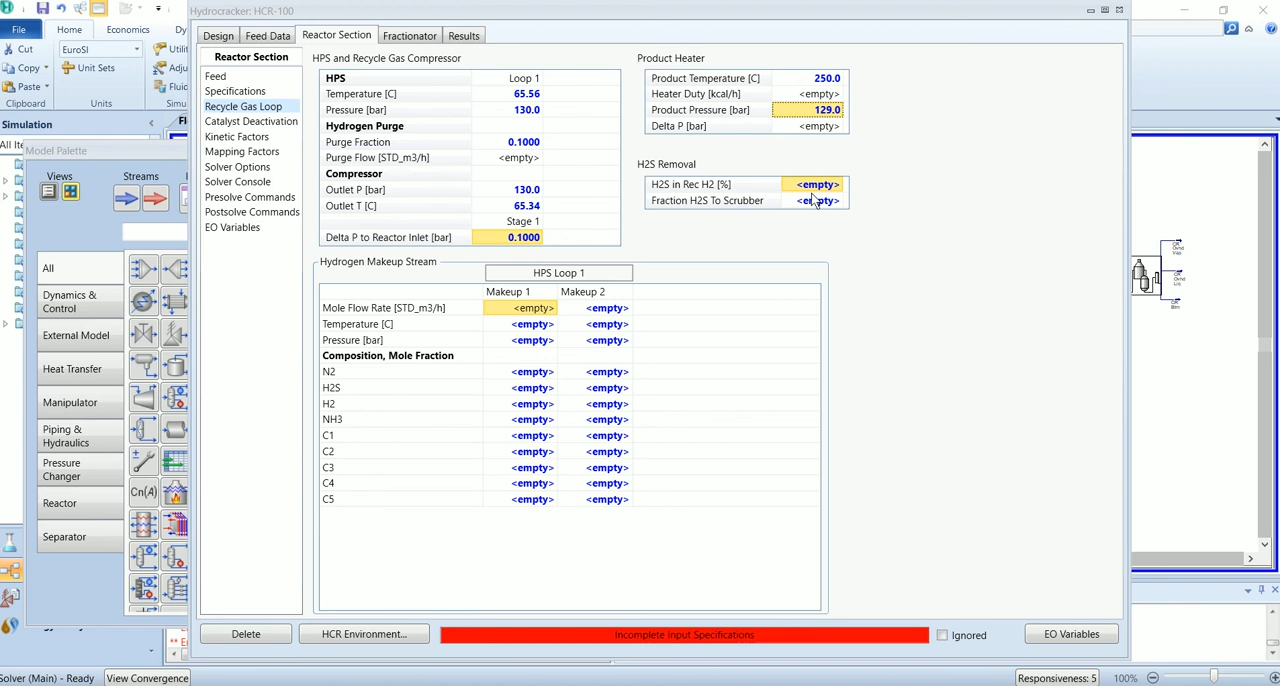 Hydrocracker: HCR-100
File
Home
Economics
Dy
Cut
Copy
Paste
Clipboard
EuroSI
Unit Sets
Units
Utili
Adju
Fluid
Simu
Simulation
Fl
All Ite
Model Palette
Views
Streams
All
Dynamics &
Control
External Model
Heat Transfer
Manipulator
Piping &
Hydraulics
Pressure
Changer
Reactor
Separator
Cn(A)
Design
Feed Data
Reactor Section
Fractionator
Results
Reactor Section
Feed
Specifications
Recycle Gas Loop
Catalyst Deactivation
Kinetic Factors
Mapping Factors
Solver Options
Solver Console
Presolve Commands
Postsolve Commands
EO Variables
HPS and Recycle Gas Compressor
HPS Loop 1
Temperature [C] 65.56
Pressure [bar] 130.0
Hydrogen Purge
Purge Fraction 0.1000
Purge Flow [STD_m3/h] <empty>
Compressor
Outlet P [bar] 130.0
Outlet T [C] 65.34
Stage 1
Delta P to Reactor Inlet [bar] 0.1000
Product Heater
Product Temperature [C] 250.0
Heater Duty [kcal/h] <empty>
Product Pressure [bar] 129.0
Delta P [bar] <empty>
H2S Removal
H2S in Rec H2 [%] <empty>
Fraction H2S To Scrubber <empty>
Hydrogen Makeup Stream
HPS Loop 1
Makeup 1 Makeup 2
Mole Flow Rate [STD_m3/h] <empty> <empty>
Temperature [C] <empty> <empty>
Pressure [bar] <empty> <empty>
Composition, Mole Fraction
N2 <empty> <empty>
H2S <empty> <empty>
H2 <empty> <empty>
NH3 <empty> <empty>
C1 <empty> <empty>
C2 <empty> <empty>
C3 <empty> <empty>
C4 <empty> <empty>
C5 <empty> <empty>
Delete
HCR Environment...
Incomplete Input Specifications
Ignored
EO Variables
Solver (Main) - Ready
View Convergence
Responsiveness: 5
100%